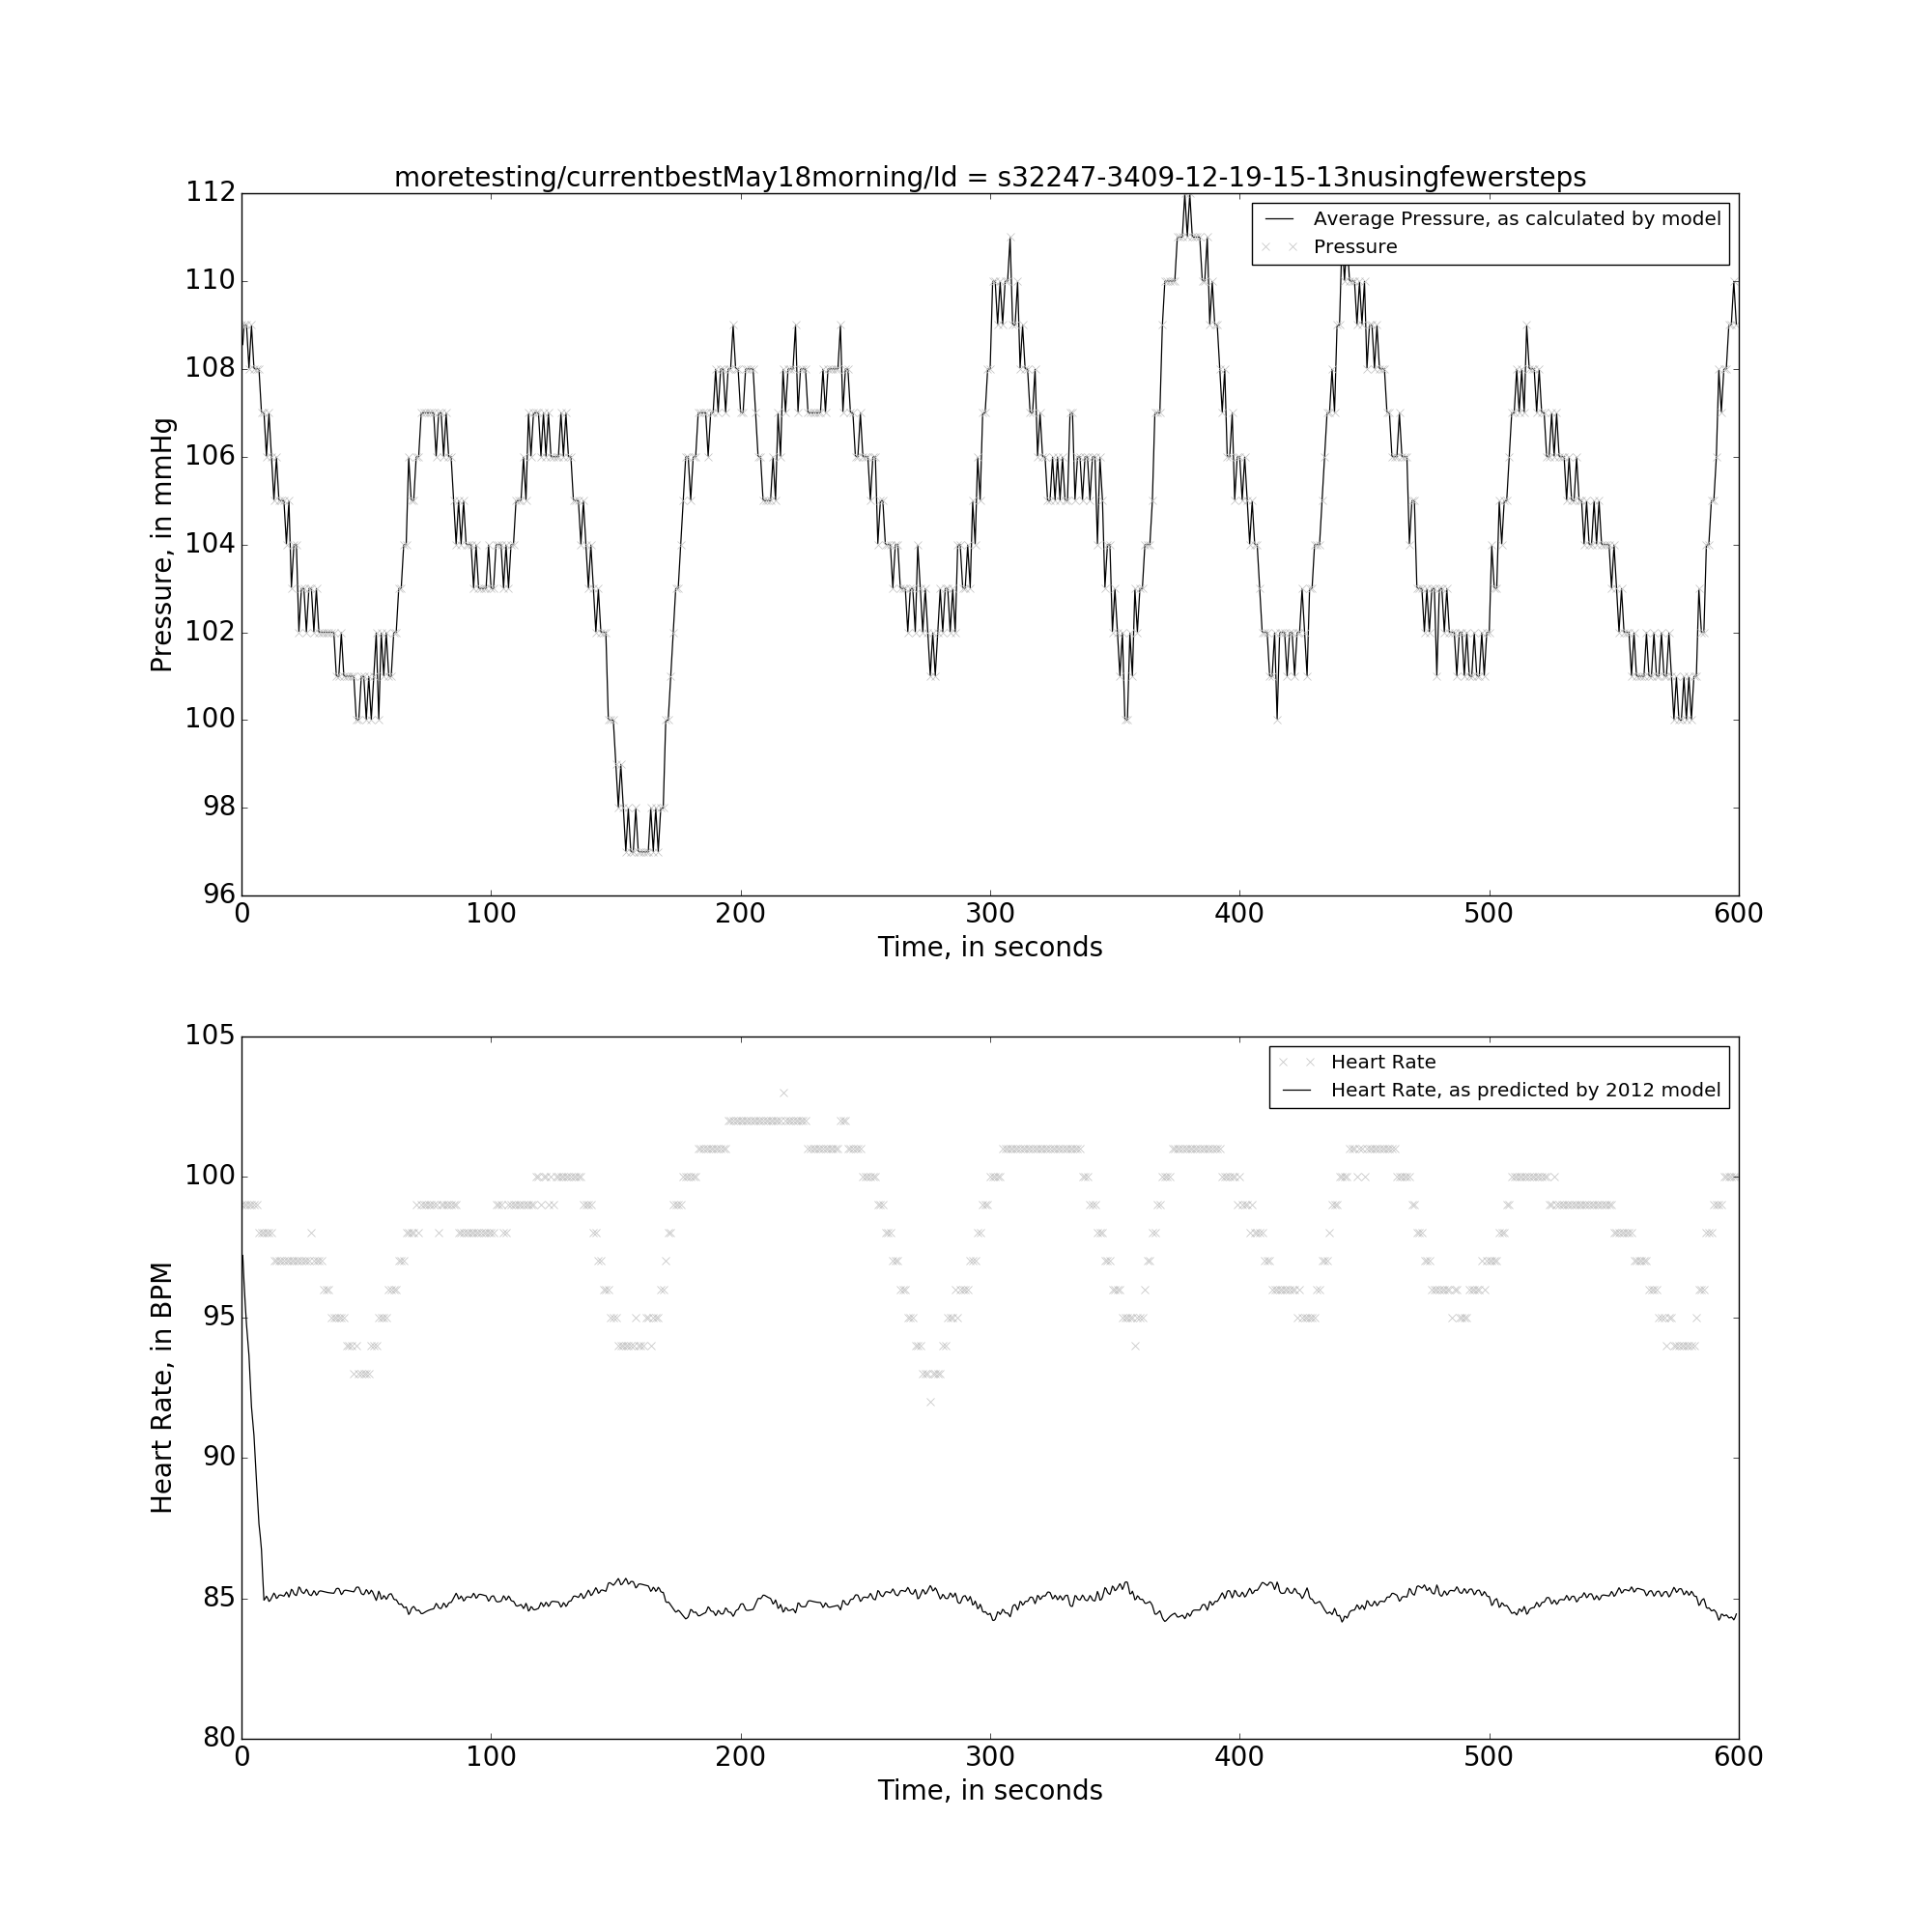 moretesting/currentbestMay18morning/Id = s32247-3409-12-19-15-13nusingfewersteps
112
110
108
106
104
102
100
98
96
Pressure, in mmHg
Average Pressure, as calculated by model
Pressure
0 100 200 300 400 500 600
Time, in seconds
105
100
95
90
85
80
Heart Rate, in BPM
Heart Rate
Heart Rate, as predicted by 2012 model
0 100 200 300 400 500 600
Time, in seconds